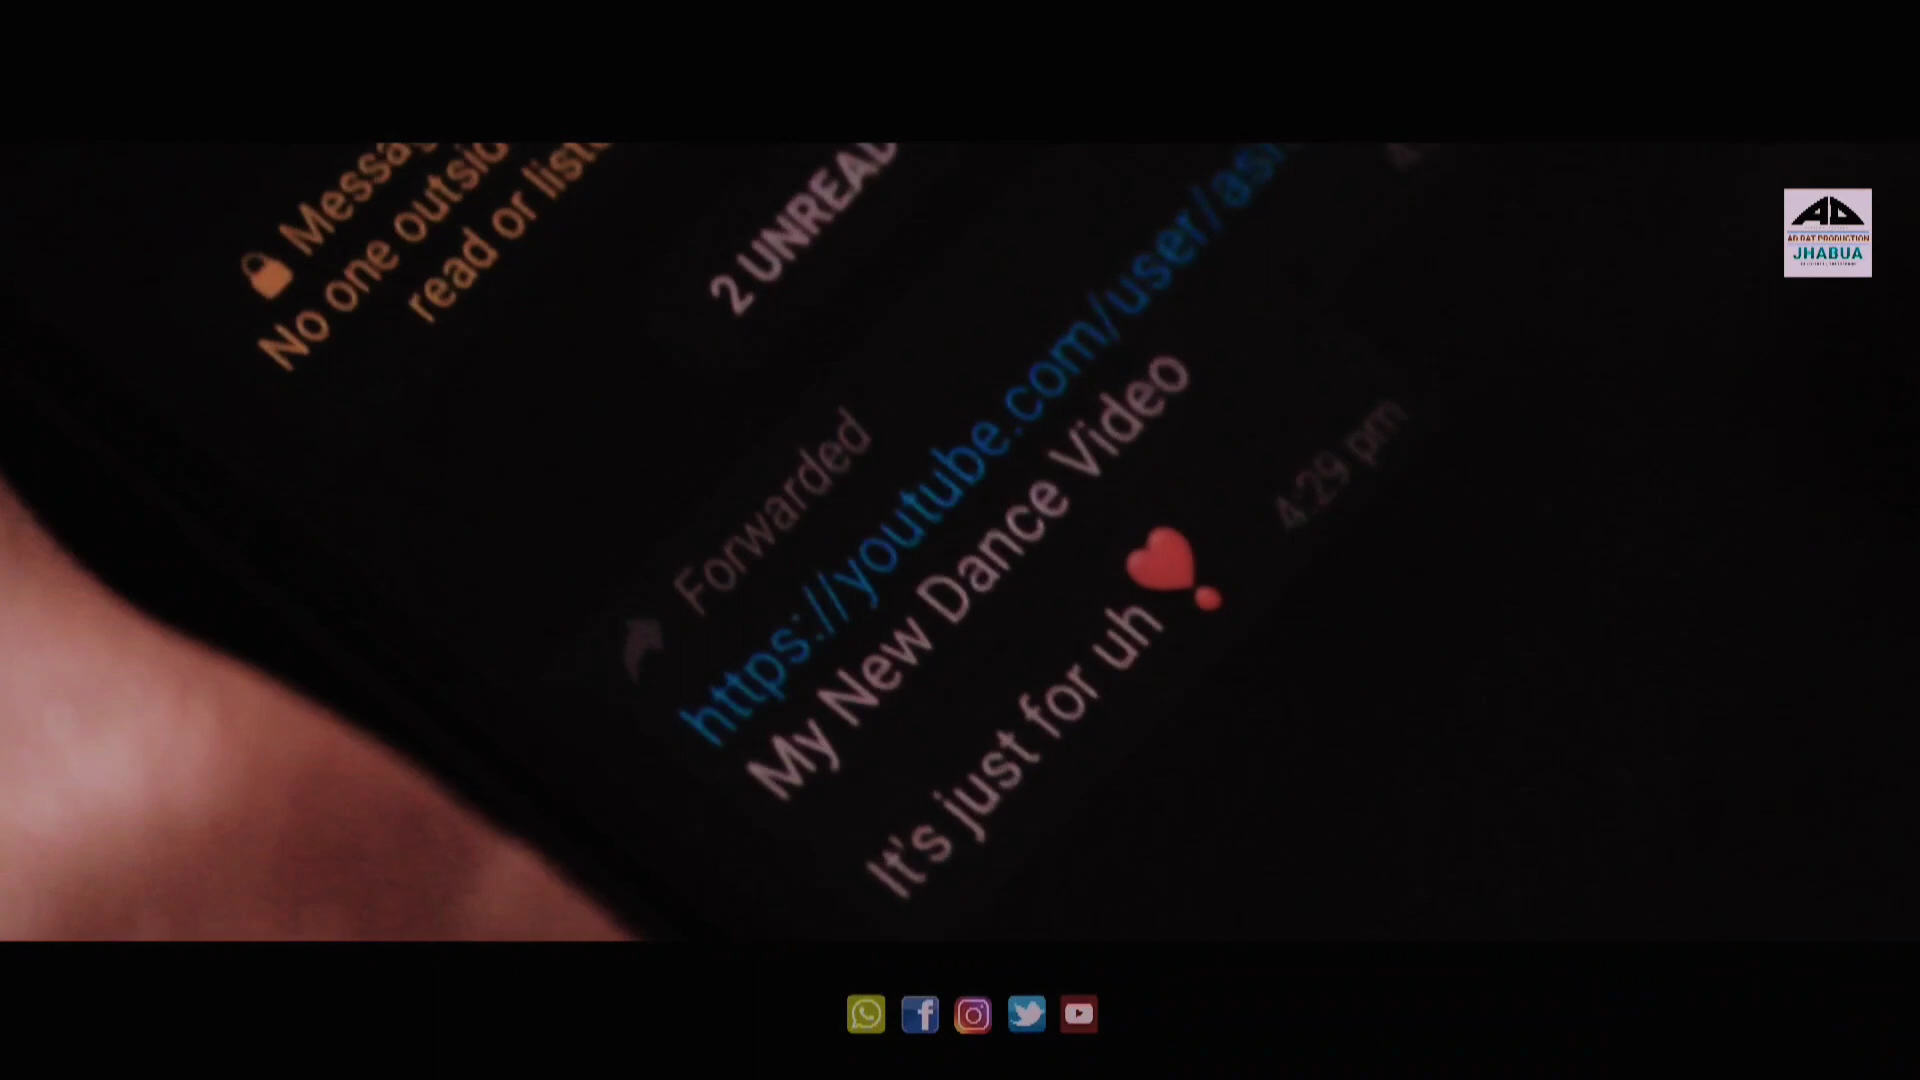 Messa
No one outsid
read or list
2 UNREAD
Forwarded
https://youtube.com/user/asi
My New Dance Video
It's just for uh ❣️
4:29 pm
AD
JHABUA